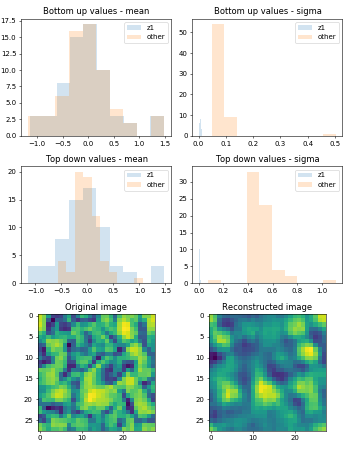 Bottom up values - mean
17.5
15.0
12.5
10.0
7.5
5.0
2.5
0.0
z1
other
−1.0 −0.5 0.0 0.5 1.0 1.5
Bottom up values - sigma
50
40
30
20
10
0
z1
other
0.0 0.1 0.2 0.3 0.4 0.5
Top down values - mean
20
15
10
5
0
z1
other
−1.0 −0.5 0.0 0.5 1.0 1.5
Top down values - sigma
30
25
20
15
10
5
0
z1
other
0.0 0.2 0.4 0.6 0.8 1.0
Original image
0
5
10
15
20
25
0 10 20
Reconstructed image
0
5
10
15
20
25
0 10 20